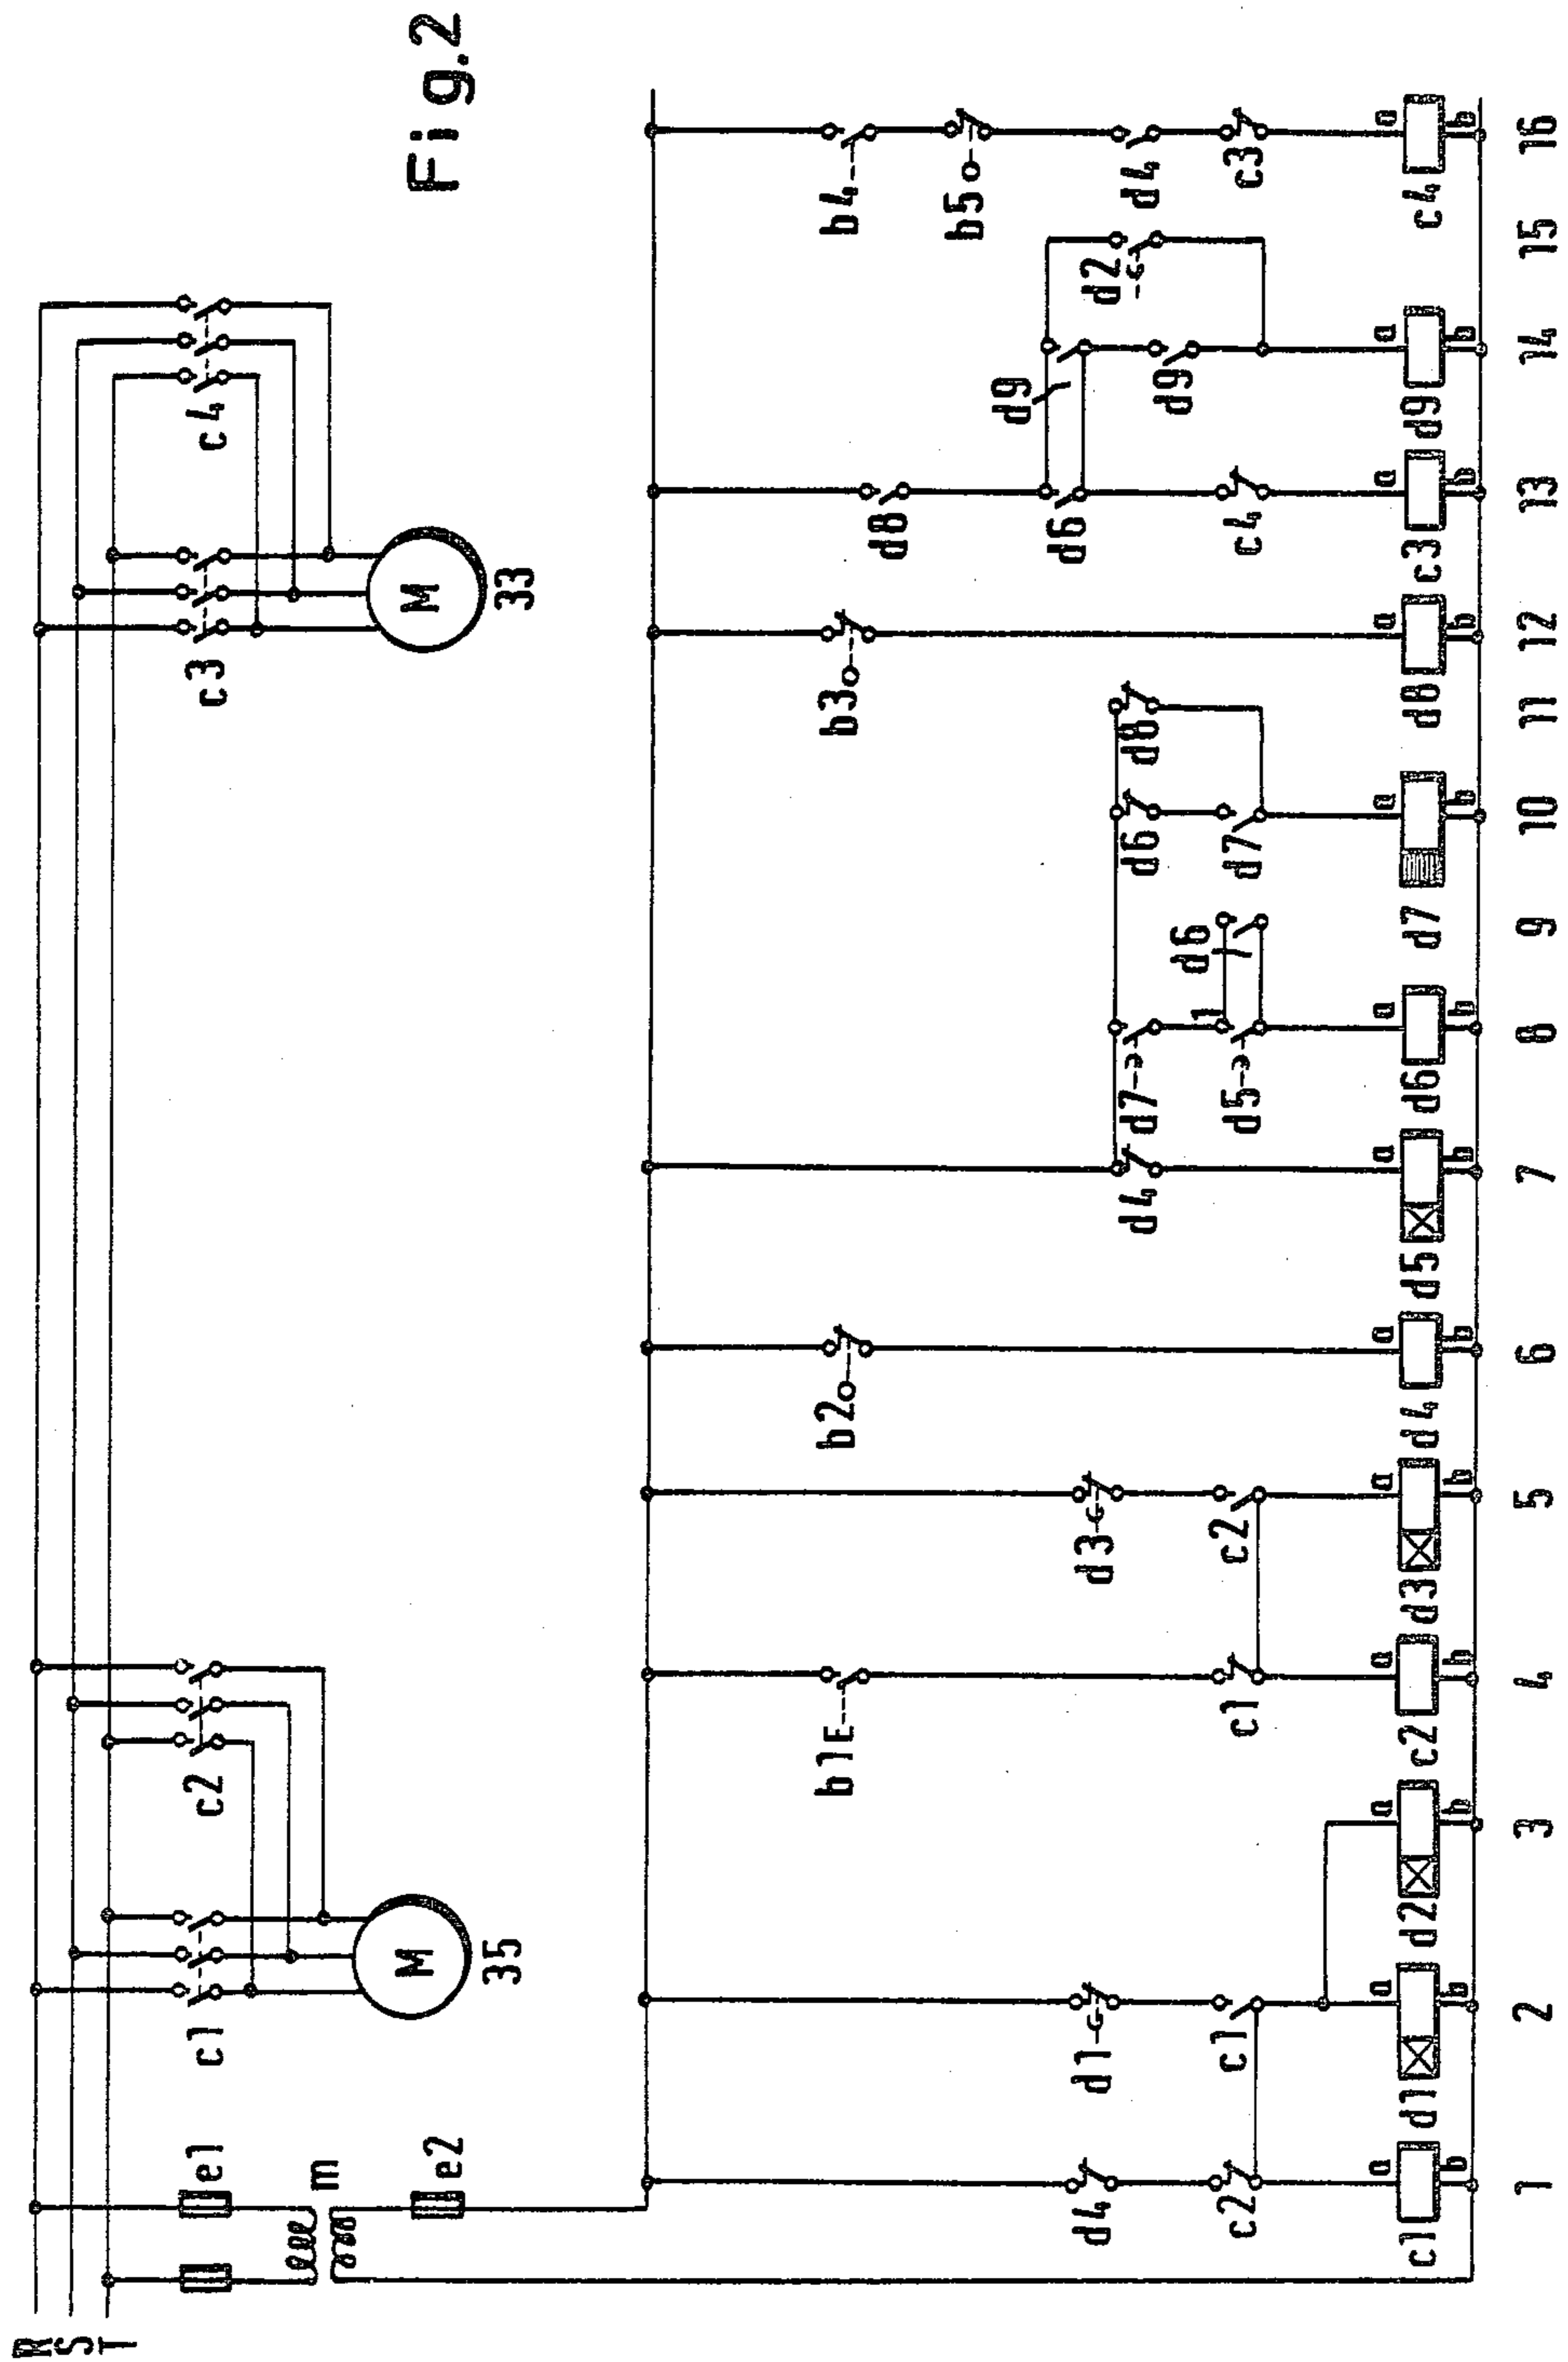 Fig.2
R
S
T
e1
m
e2
c1
c2
M
35
c3
c4
M
33
d4
c2
d1
c1
b1E
c1
d3
c2
b2
d4
d7
d5
1
d6
d6
d7
d8
b3
d8
d6
c4
d9
d9
d2
b4
b5
d4
c3
a a a a a a a a a a a a a a
b b b b b b b b b b b b b b
c1 d1 d2 c2 d3 d4 d5 d6 d7 d8 c3 d9 c4
1 2 3 4 5 6 7 8 9 10 11 12 13 14 15 16